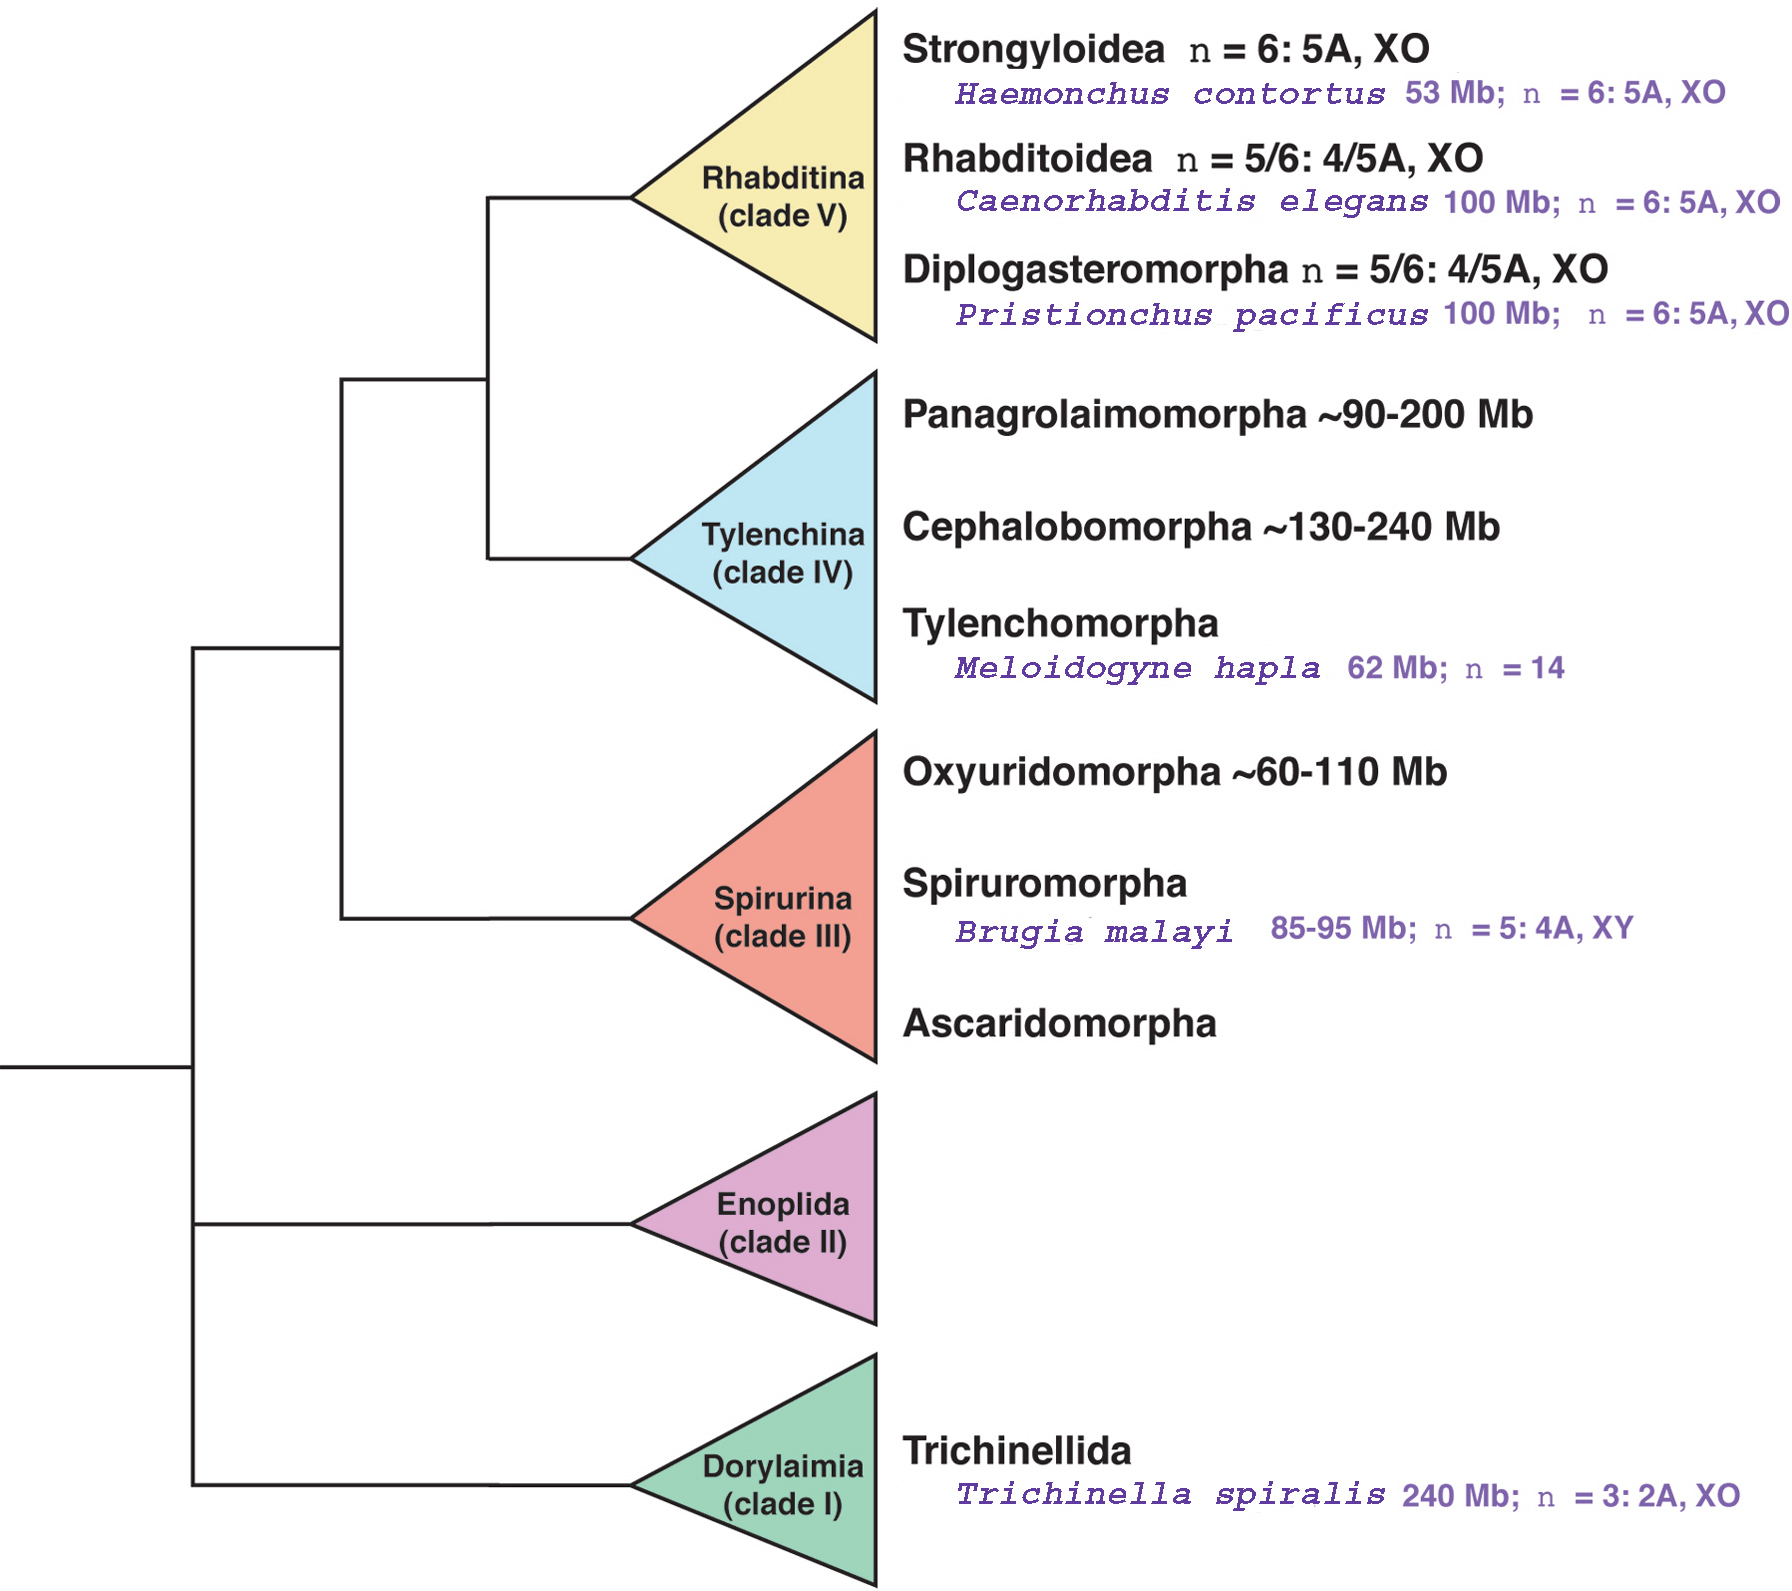 Strongyloidea n = 6: 5A, XO
Haemonchus contortus 53 Mb; n = 6: 5A, XO
Rhabditoidea n = 5/6: 4/5A, XO
Rhabditina
(clade V)
Caenorhabditis elegans 100 Mb; n = 6: 5A, XO
Diplogasteromorpha n = 5/6: 4/5A, XO
Pristionchus pacificus 100 Mb; n = 6: 5A, XO
Panagrolaimomorpha ~90-200 Mb
Cephalobomorpha ~130-240 Mb
Tylenchina
(clade IV)
Tylenchomorpha
Meloidogyne hapla 62 Mb; n = 14
Oxyuridomorpha ~60-110 Mb
Spiruromorpha
Spirurina
(clade III)
Brugia malayi 85-95 Mb; n = 5: 4A, XY
Ascaridomorpha
Enoplida
(clade II)
Trichinellida
Dorylaimia
(clade I)
Trichinella spiralis 240 Mb; n = 3: 2A, XO